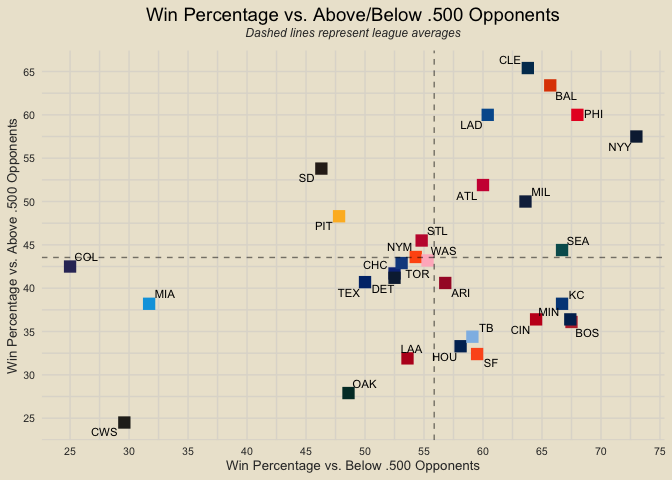 Win Percentage vs. Above/Below .500 Opponents
Dashed lines represent league averages
Win Percentage vs. Above .500 Opponents
65
60
55
50
45
40
35
30
25
CLE
BAL
PHI
LAD
NYY
SD
ATL
MIL
PIT
STL
NYM
WAS
SEA
COL
CHC
TOR
DET
TEX
ARI
MIA
KC
MIN
CIN
BOS
TB
HOU
SF
LAA
OAK
CWS
25 30 35 40 45 50 55 60 65 70 75
Win Percentage vs. Below .500 Opponents